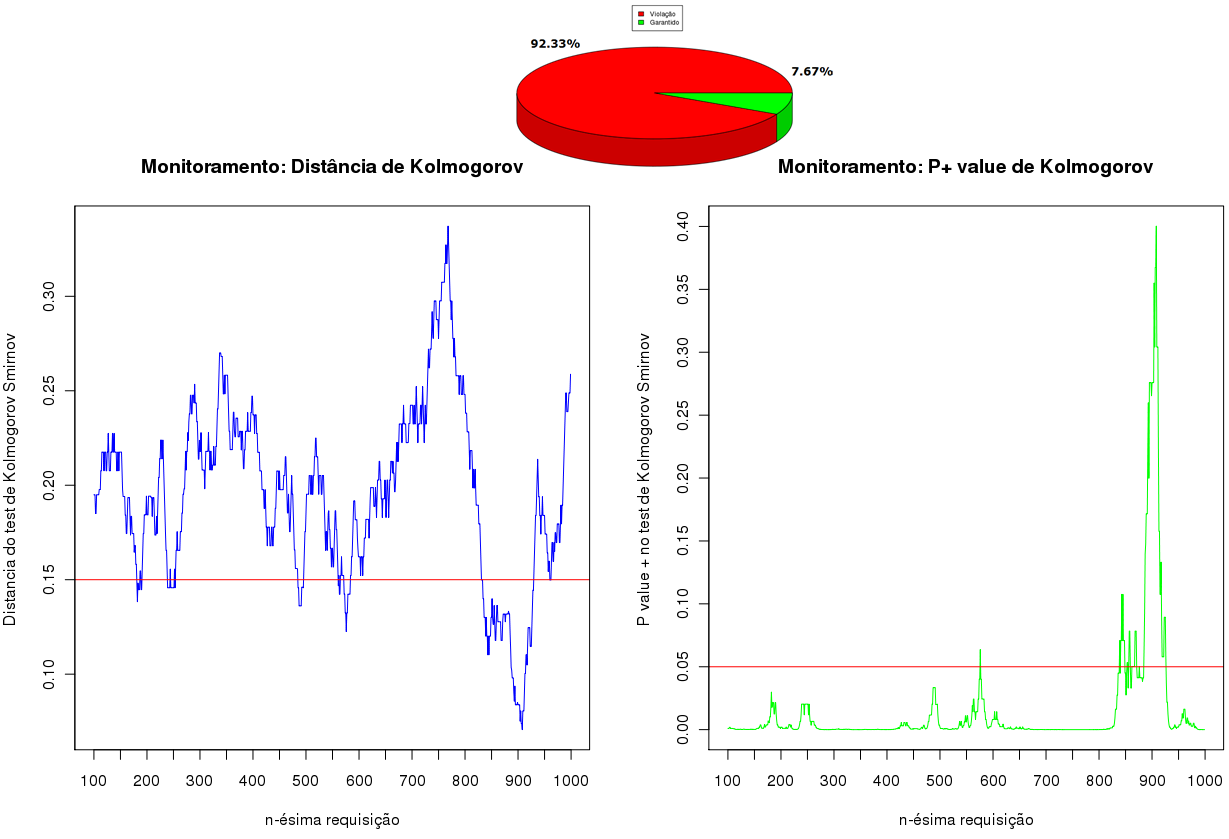 Violação
Garantido
92.33%
7.67%
Monitoramento: Distância de Kolmogorov
Distancia do test de Kolmogorov Smirnov
0.30
0.25
0.20
0.15
0.10
100 200 300 400 500 600 700 800 900 1000
n-ésima requisição
Monitoramento: P+ value de Kolmogorov
P value + no test de Kolmogorov Smirnov
0.40
0.35
0.30
0.25
0.20
0.15
0.10
0.05
0.00
100 200 300 400 500 600 700 800 900 1000
n-ésima requisição